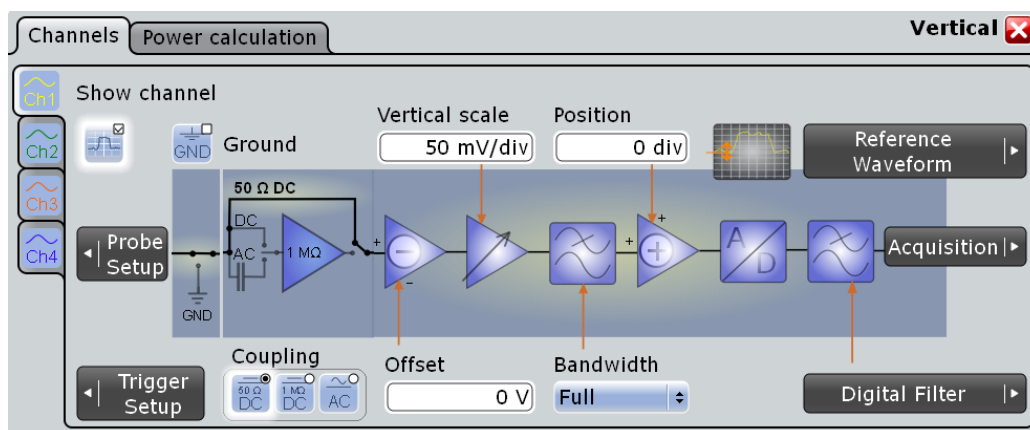 Channels
Power calculation
Vertical
Ch1
Show channel
Ch2
GND
Ground
Vertical scale
50 mV/div
Position
0 div
Reference
Waveform
Ch3
50 Ω DC
DC
AC
1 MΩ
+
−
−
+
+
A
D
Ch4
Probe
Setup
GND
Acquisition
Trigger
Setup
Coupling
50 Ω
DC
1 MΩ
DC
AC
Offset
0 V
Bandwidth
Full
Digital Filter